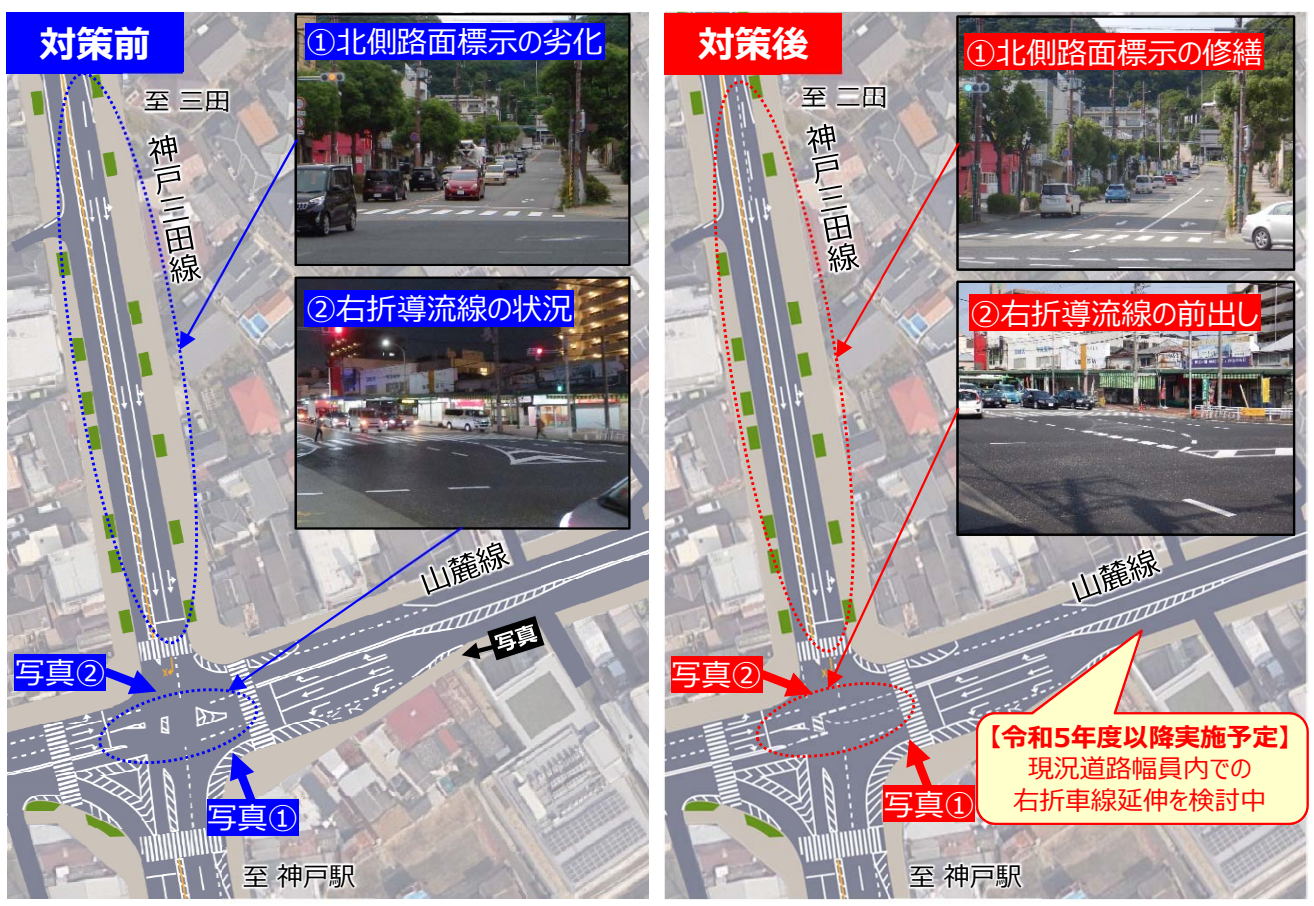 対策前
①北側路面標示の劣化
至 三田
神戸三田線
②右折導流線の状況
山麓線
写真
写真②
写真①
至 神戸駅
対策後
①北側路面標示の修繕
至 二田
神戸三田線
②右折導流線の前出し
山麓線
写真②
【令和5年度以降実施予定】
現況道路幅員内での
右折車線延伸を検討中
写真①
至 神戸駅